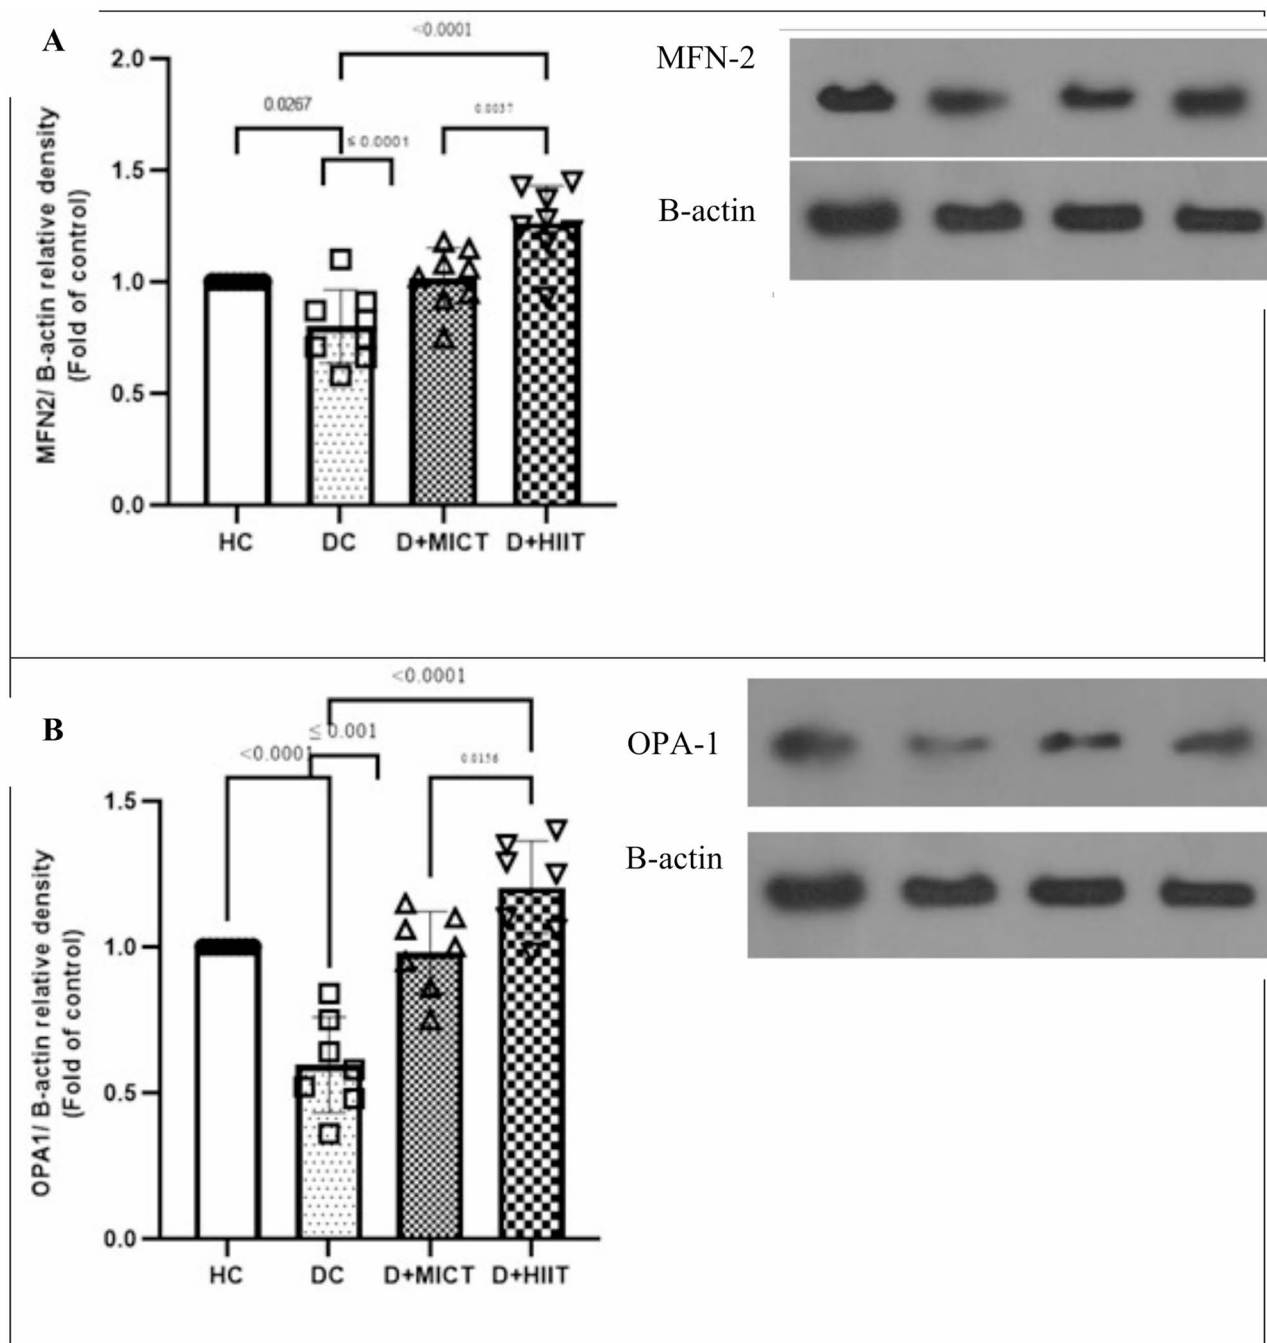 A
<0.0001
0.0267
≤ 0.0001
0.0037
2.0
1.5
1.0
0.5
0.0
MFN2/ B-actin relative density
(Fold of control)
HC
DC
D+MICT
D+HIIT
MFN-2
B-actin
B
<0.0001
≤ 0.001
<0.0001
0.0156
1.5
1.0
0.5
0.0
OPA1/ B-actin relative density
(Fold of control)
HC
DC
D+MICT
D+HIIT
OPA-1
B-actin